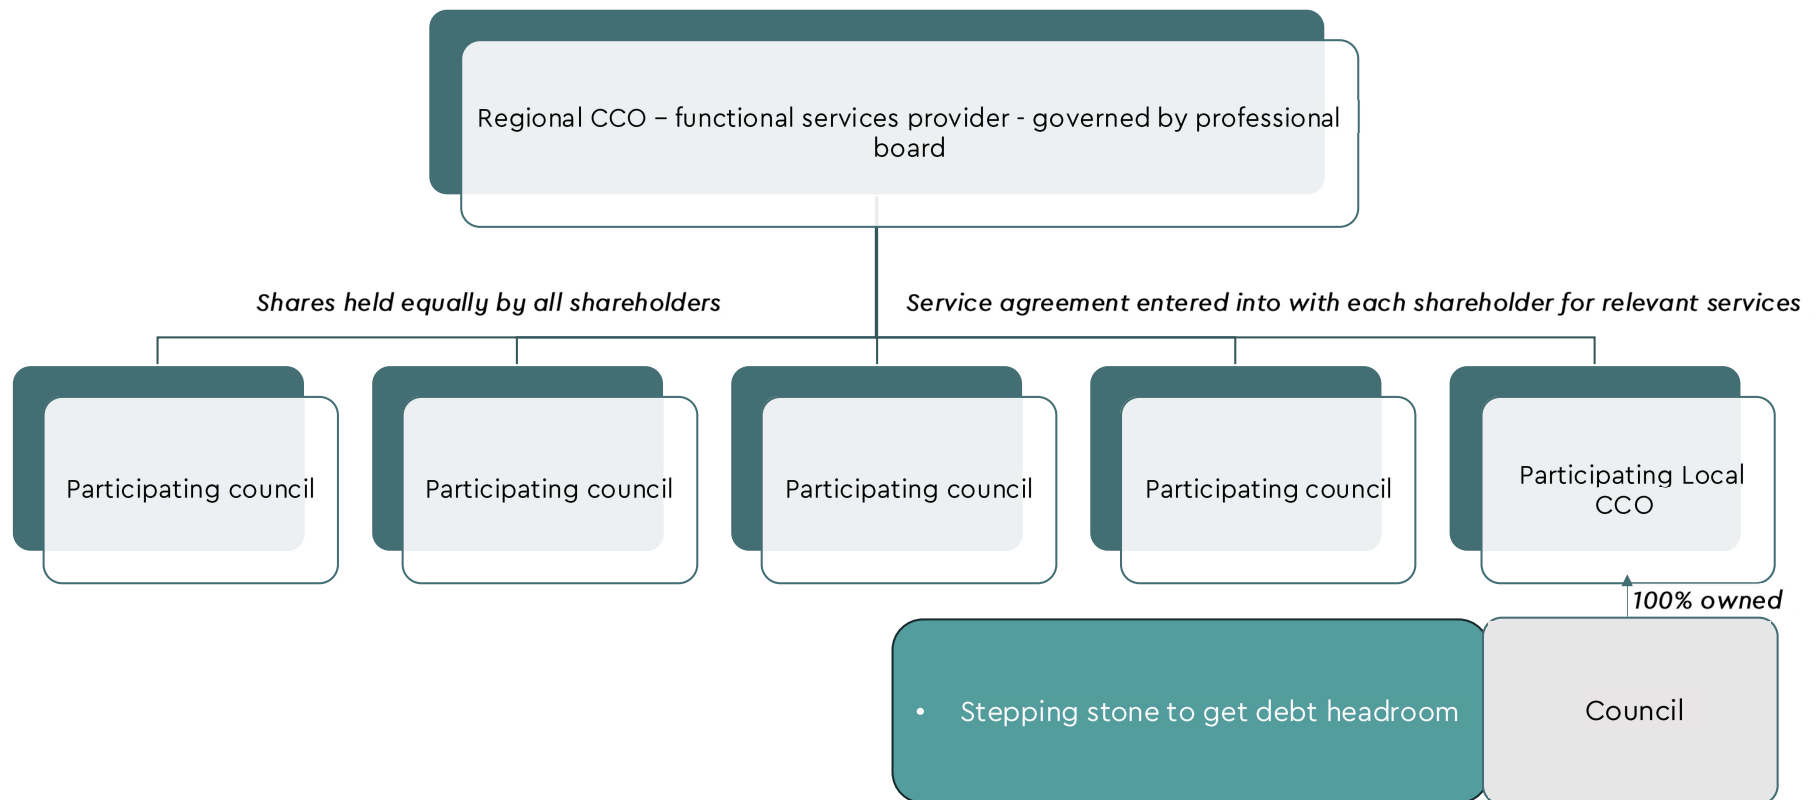 Regional CCO – functional services provider - governed by professional
board
Shares held equally by all shareholders
Service agreement entered into with each shareholder for relevant services
Participating council
Participating council
Participating council
Participating council
Participating Local
CCO
100% owned
• Stepping stone to get debt headroom
Council